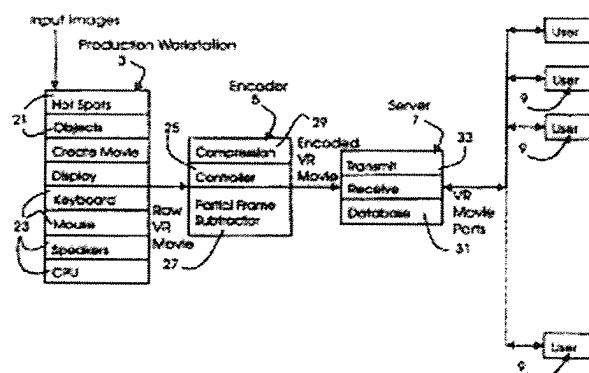 Input Images
Production Workstation
3
Hot Spots
21
Objects
Create Movie
Display
Keyboard
23
Mouse
Speakers
CPU
Raw
VR
Movie
Encoder
5
25
29
Compression
Controller
Partial Frame
Subtractor
27
Encoded
VR
Movie
Server
7
33
Transmit
Receive
Database
31
VR
Movie
Parts
User
User
9
User
9
User
9